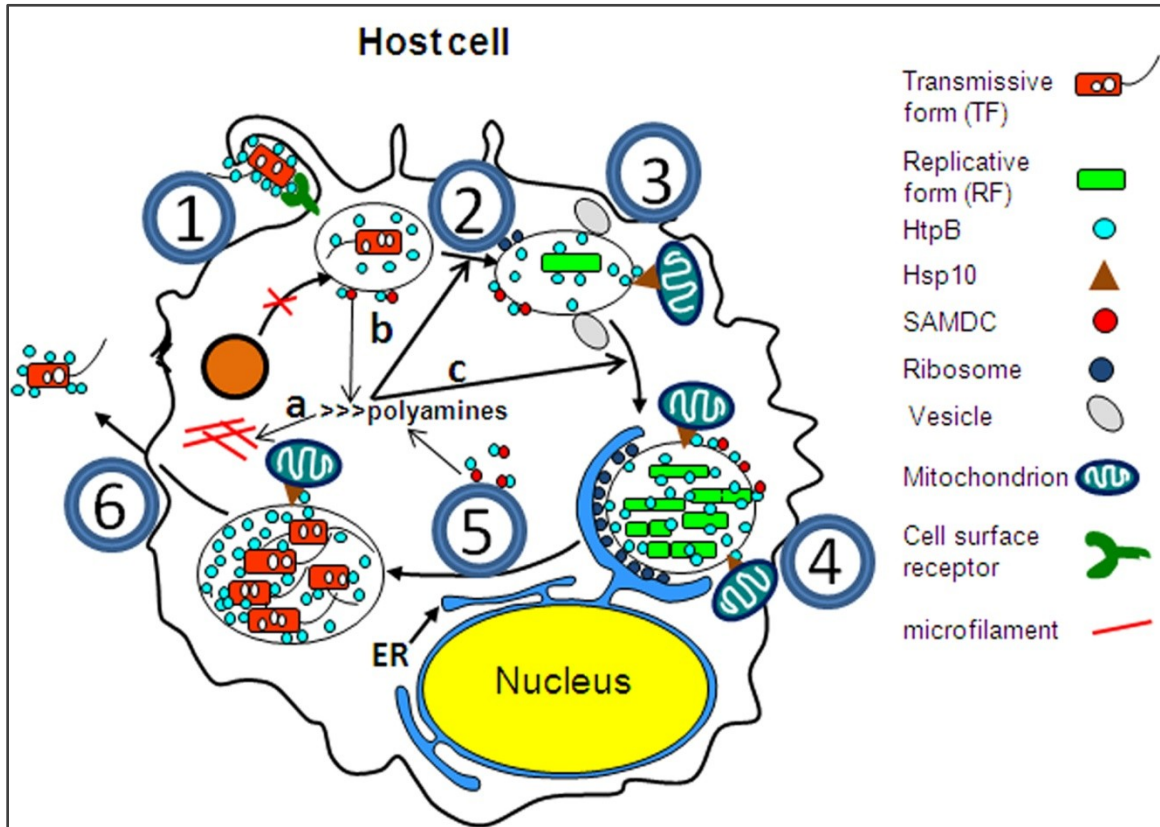 Host cell
1
2
3
b
c
a >>>polyamines
6
5
4
ER
Nucleus
Transmissive
form (TF)
Replicative
form (RF)
HtpB
Hsp10
SAMDC
Ribosome
Vesicle
Mitochondrion
Cell surface
receptor
microfilament